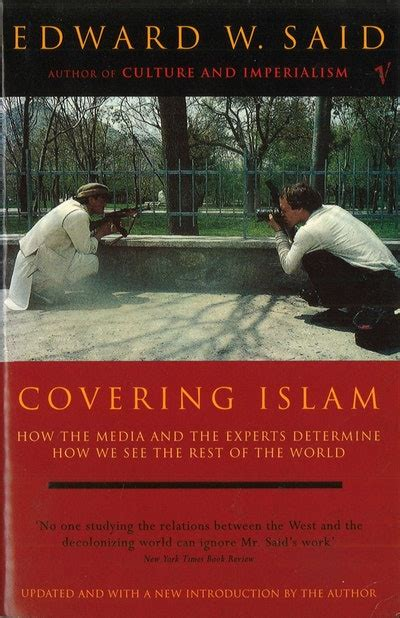 EDWARD W. SAID
AUTHOR OF CULTURE AND IMPERIALISM
COVERING ISLAM
HOW THE MEDIA AND THE EXPERTS DETERMINE
HOW WE SEE THE REST OF THE WORLD
'No one studying the relations between the West and the
decolonizing world can ignore Mr. Said's work'
New York Times Book Review
UPDATED AND WITH A NEW INTRODUCTION BY THE AUTHOR